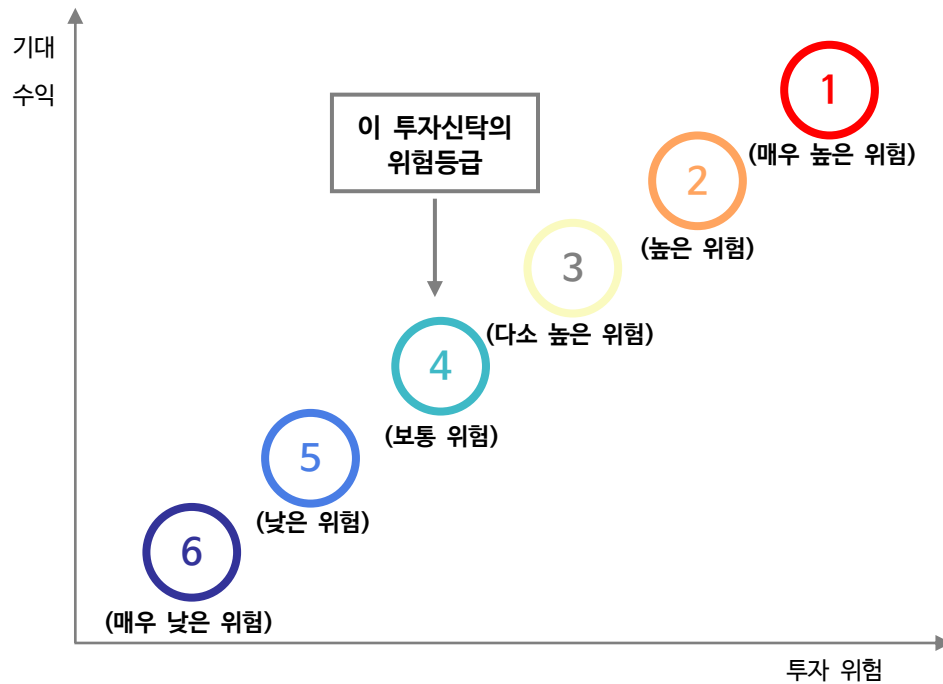 기대
수익
1
이 투자신탁의
위험등급
(매우 높은 위험)
2
(높은 위험)
3
(다소 높은 위험)
4
(보통 위험)
5
(낮은 위험)
6
(매우 낮은 위험)
투자 위험